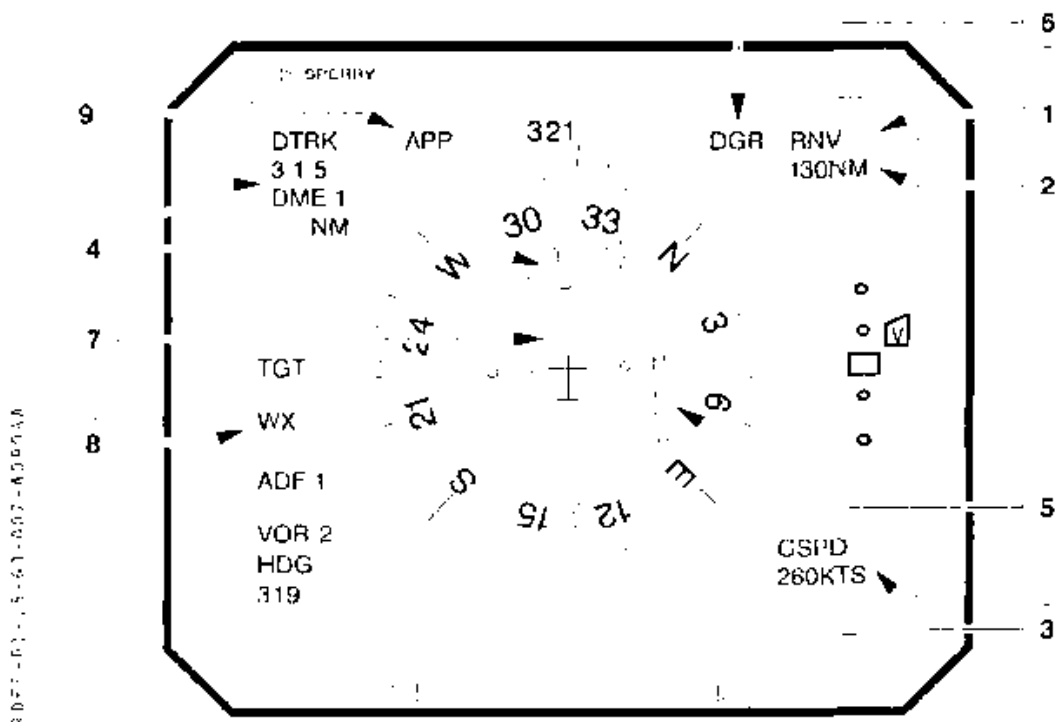 6
SPERRY
9
1
DTRK
APP
321
DGR
RNV
315
130NM
2
DME 1
NM
30
33
4
W
N
24
3
V
7
TGT
21
6
WX
8
S
E
ADF 1
15
12
5
VOR 2
HDG
319
GSPD
260KTS
3